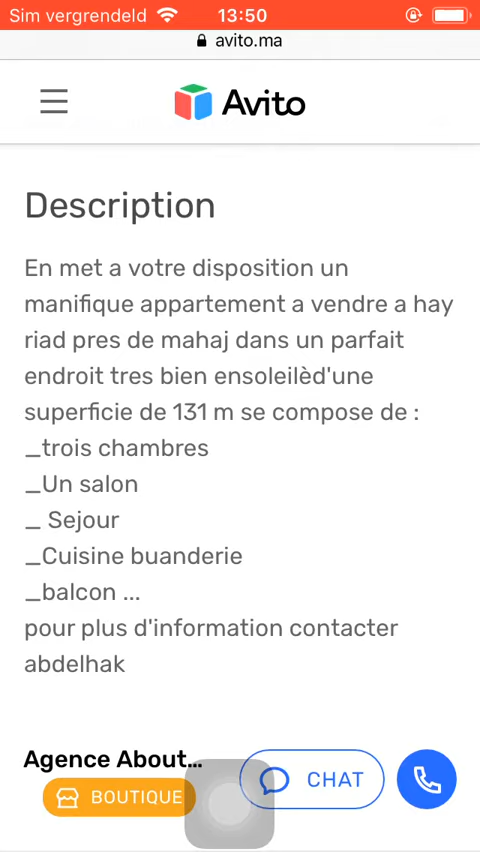 Sim vergrendeld
13:50
avito.ma
Avito
Description
En met a votre disposition un
manifique appartement a vendre a hay
riad pres de mahaj dans un parfait
endroit tres bien ensoleilèd'une
superficie de 131 m se compose de :
_trois chambres
_Un salon
_ Sejour
_Cuisine buanderie
_balcon ...
pour plus d'information contacter
abdelhak
Agence About...
BOUTIQUE
CHAT